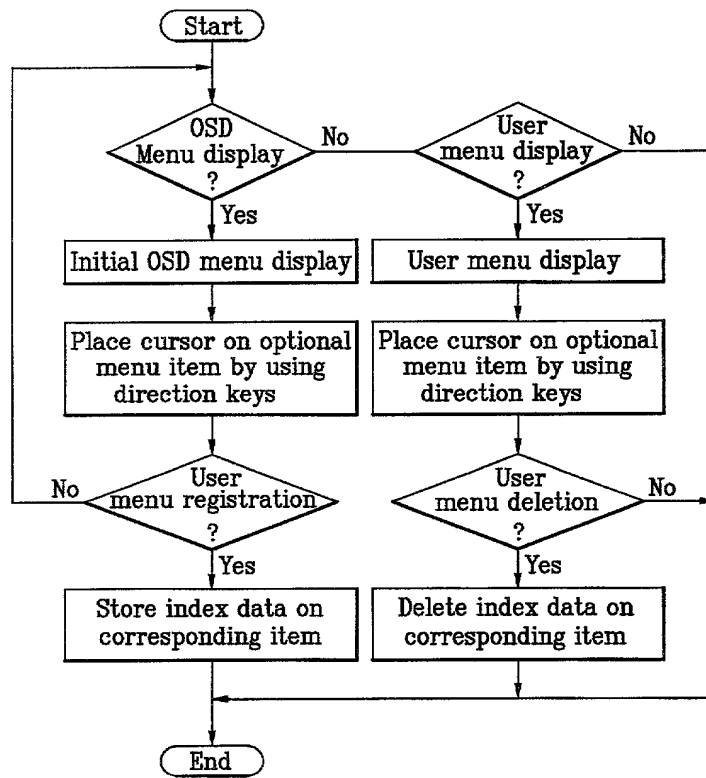 Start
OSD
Menu display
?
No
User
menu display
?
No
Yes
Yes
Initial OSD menu display
User menu display
Place cursor on optional
menu item by using
direction keys
Place cursor on optional
menu item by using
direction keys
No
User
menu registration
?
User
menu deletion
?
No
Yes
Yes
Store index data on
corresponding item
Delete index data on
corresponding item
End